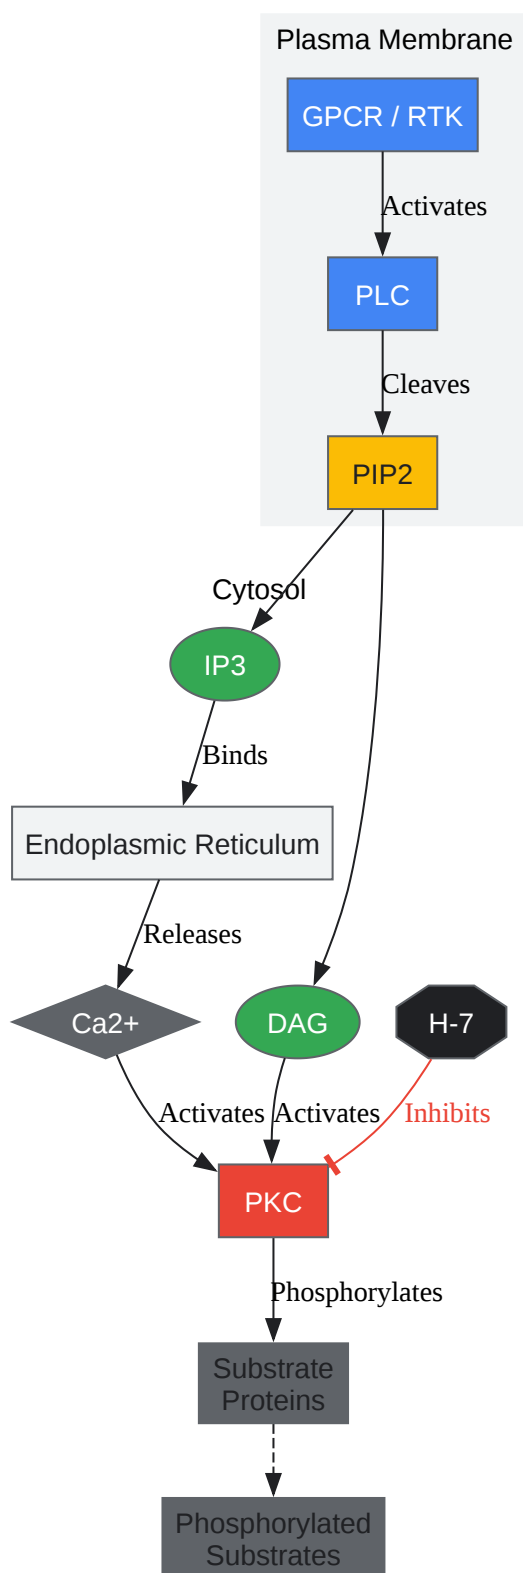 Plasma Membrane
GPCR / RTK
Activates
PLC
Cleaves
PIP2
Cytosol
IP3
Binds
Endoplasmic Reticulum
Releases
Ca2+
DAG
H-7
Activates
Activates
Inhibits
PKC
Phosphorylates
Substrate
Proteins
Phosphorylated
Substrates